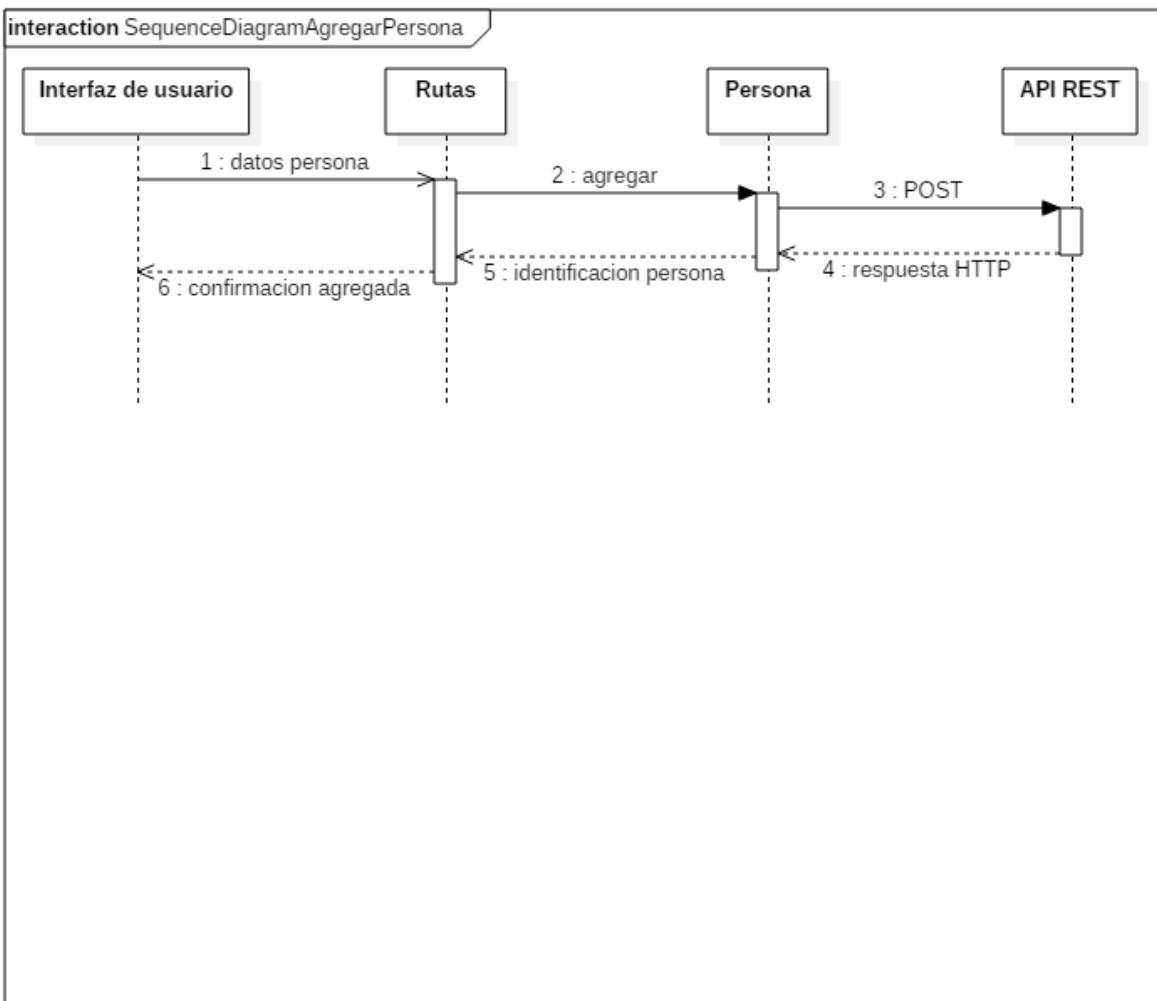 interaction SequenceDiagramAgregarPersona
Interfaz de usuario
Rutas
Persona
API REST
1 : datos persona
2 : agregar
3 : POST
4 : respuesta HTTP
5 : identificacion persona
6 : confirmacion agregada